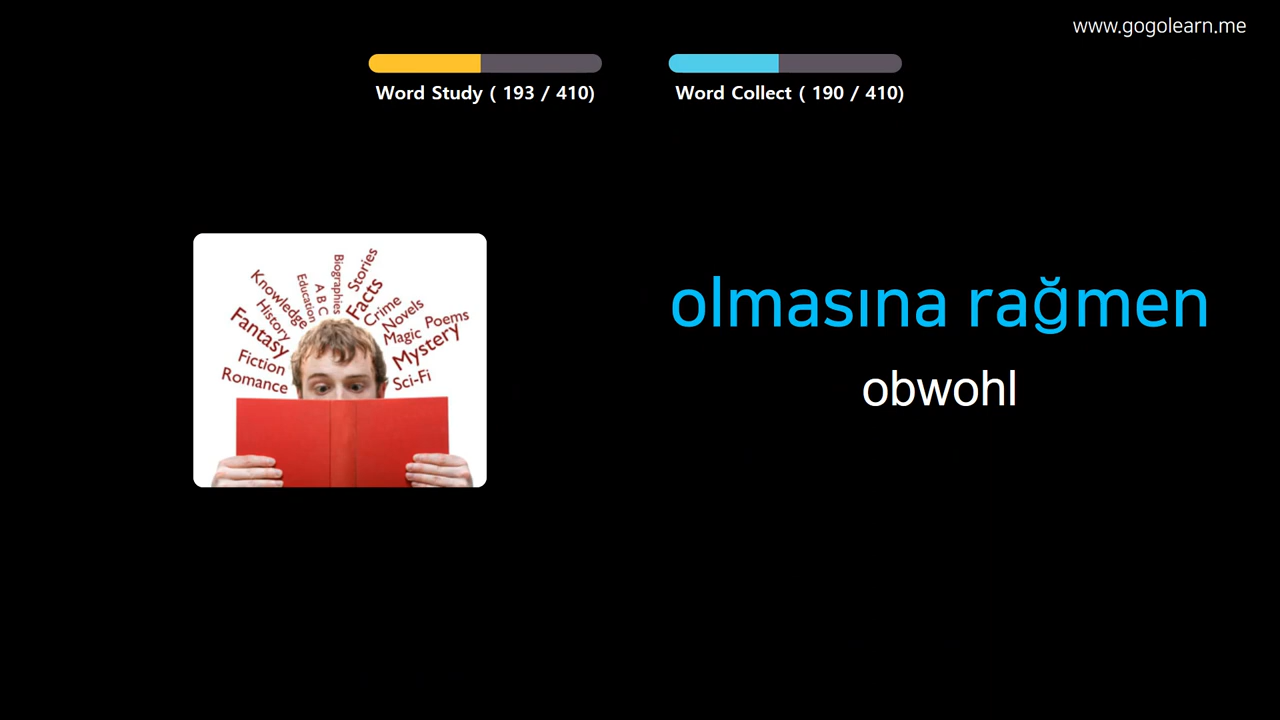 www.gogolearn.me
Word Study ( 193 / 410)
Word Collect ( 190 / 410)
olmasına rağmen
obwohl
Knowledge
History
Fantasy
Fiction
Romance
Education
A B C
Biographies
Stories
Facts
Crime
Novels
Magic
Poems
Mystery
Sci-Fi